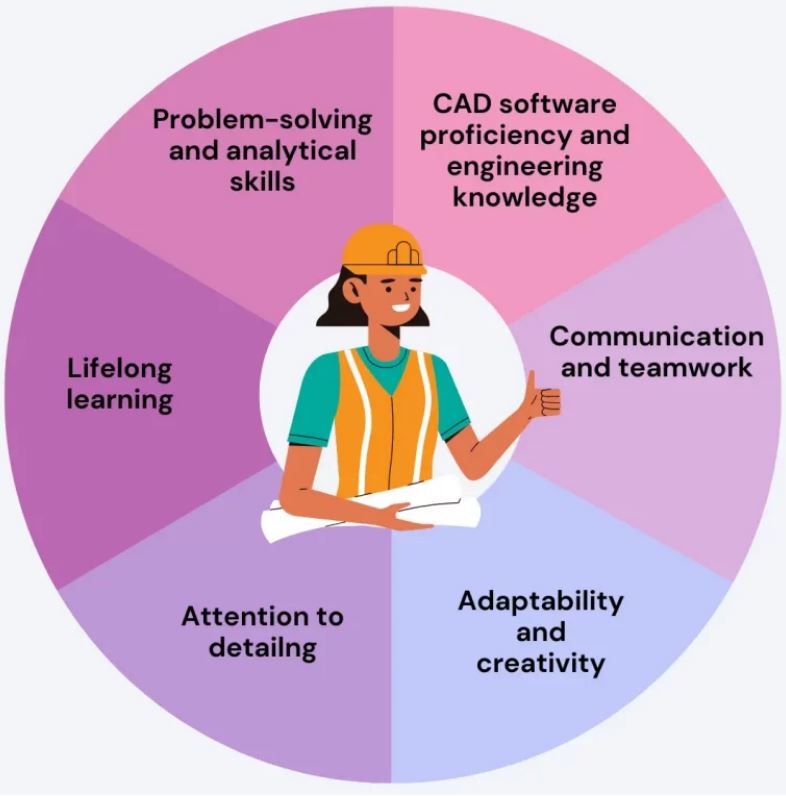 Problem-solving
and analytical
skills
CAD software
proficiency and
engineering
knowledge
Communication
and teamwork
Adaptability
and
creativity
Attention to
detailng
Lifelong
learning